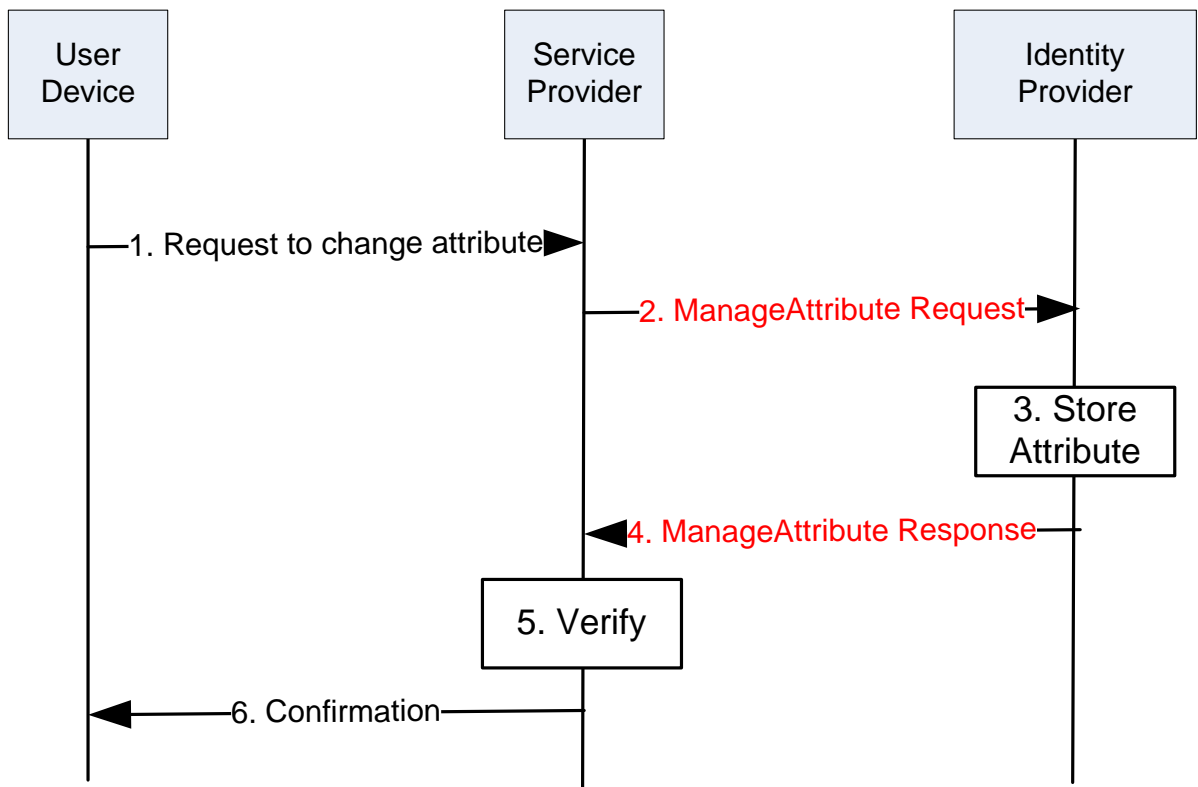 User
Device
Service
Provider
Identity
Provider
1. Request to change attribute
2. ManageAttribute Request
3. Store
Attribute
4. ManageAttribute Response
5. Verify
6. Confirmation